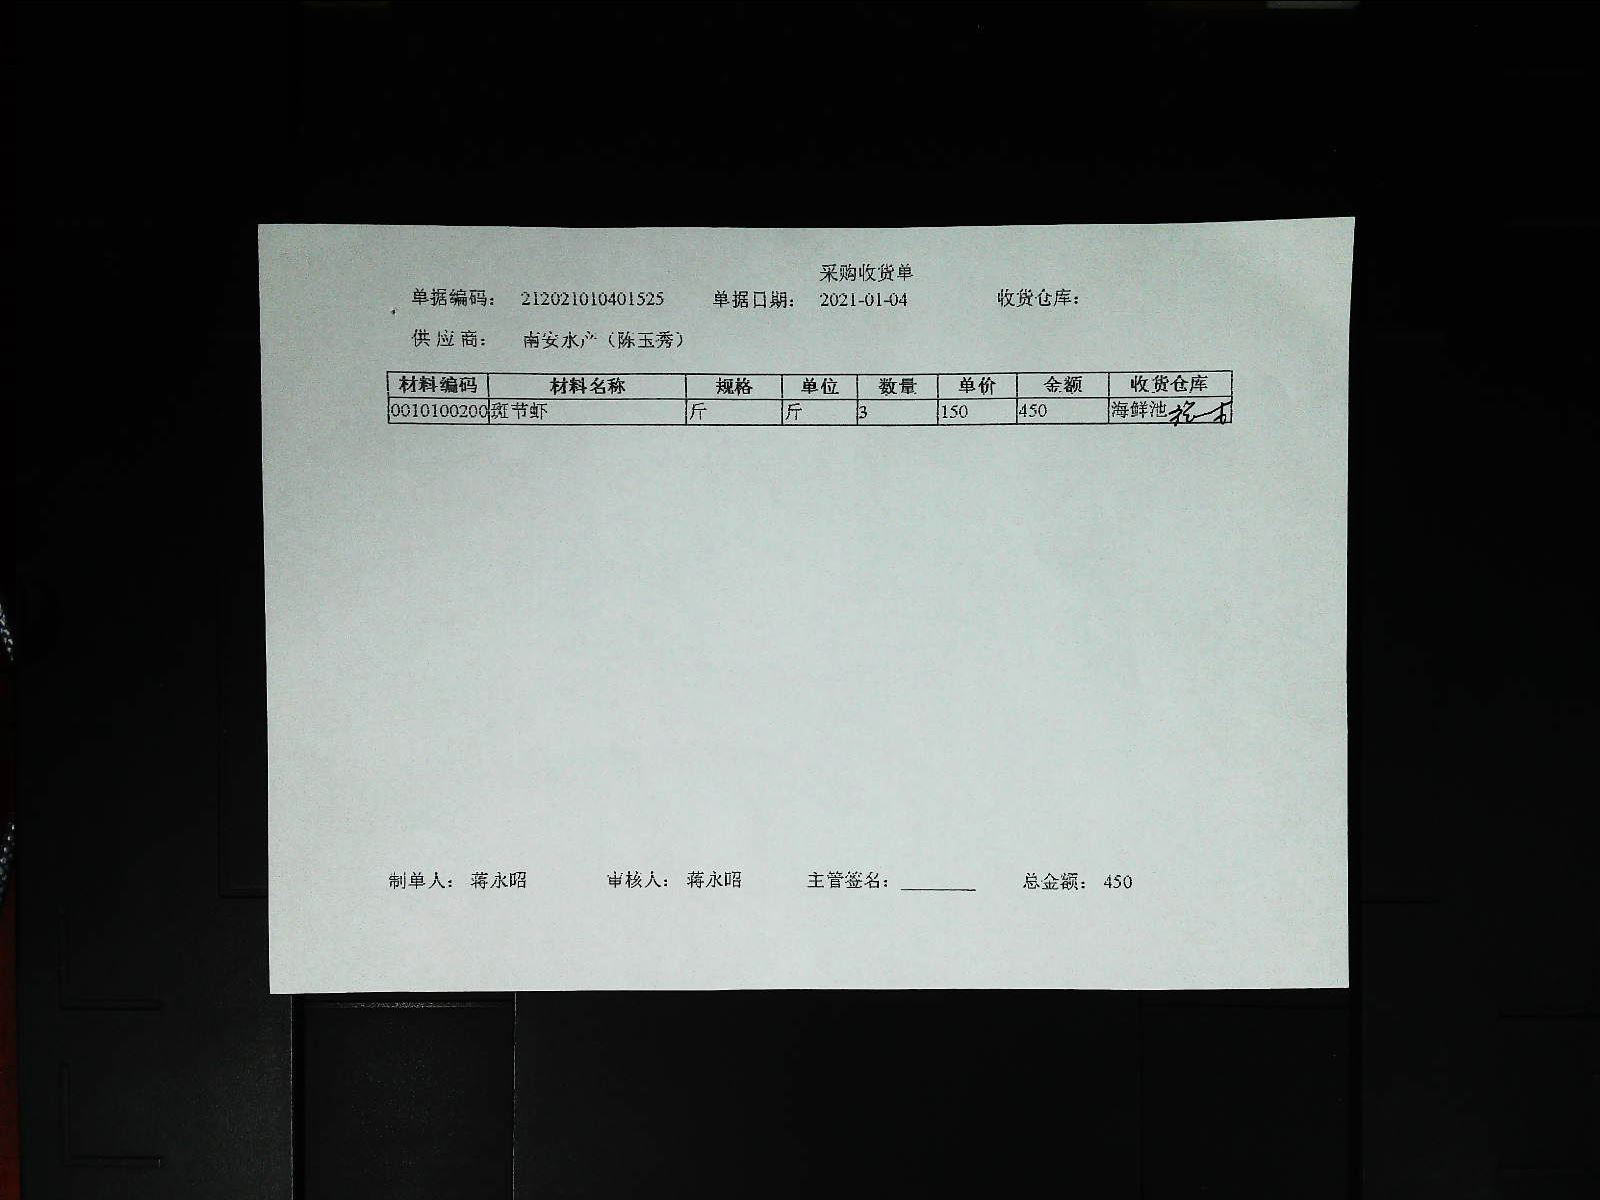 采购收货单
单据编码： 212021010401525 单据日期： 2021-01-04 收货仓库：
供 应 商： 南安水产（陈玉秀）
材料编码 材料名称 规格 单位 数量 单价 金额 收货仓库
0010100200 斑节虾 斤 斤 3 150 450 海鲜池
制单人： 蒋永昭 审核人： 蒋永昭 主管签名：________ 总金额： 450